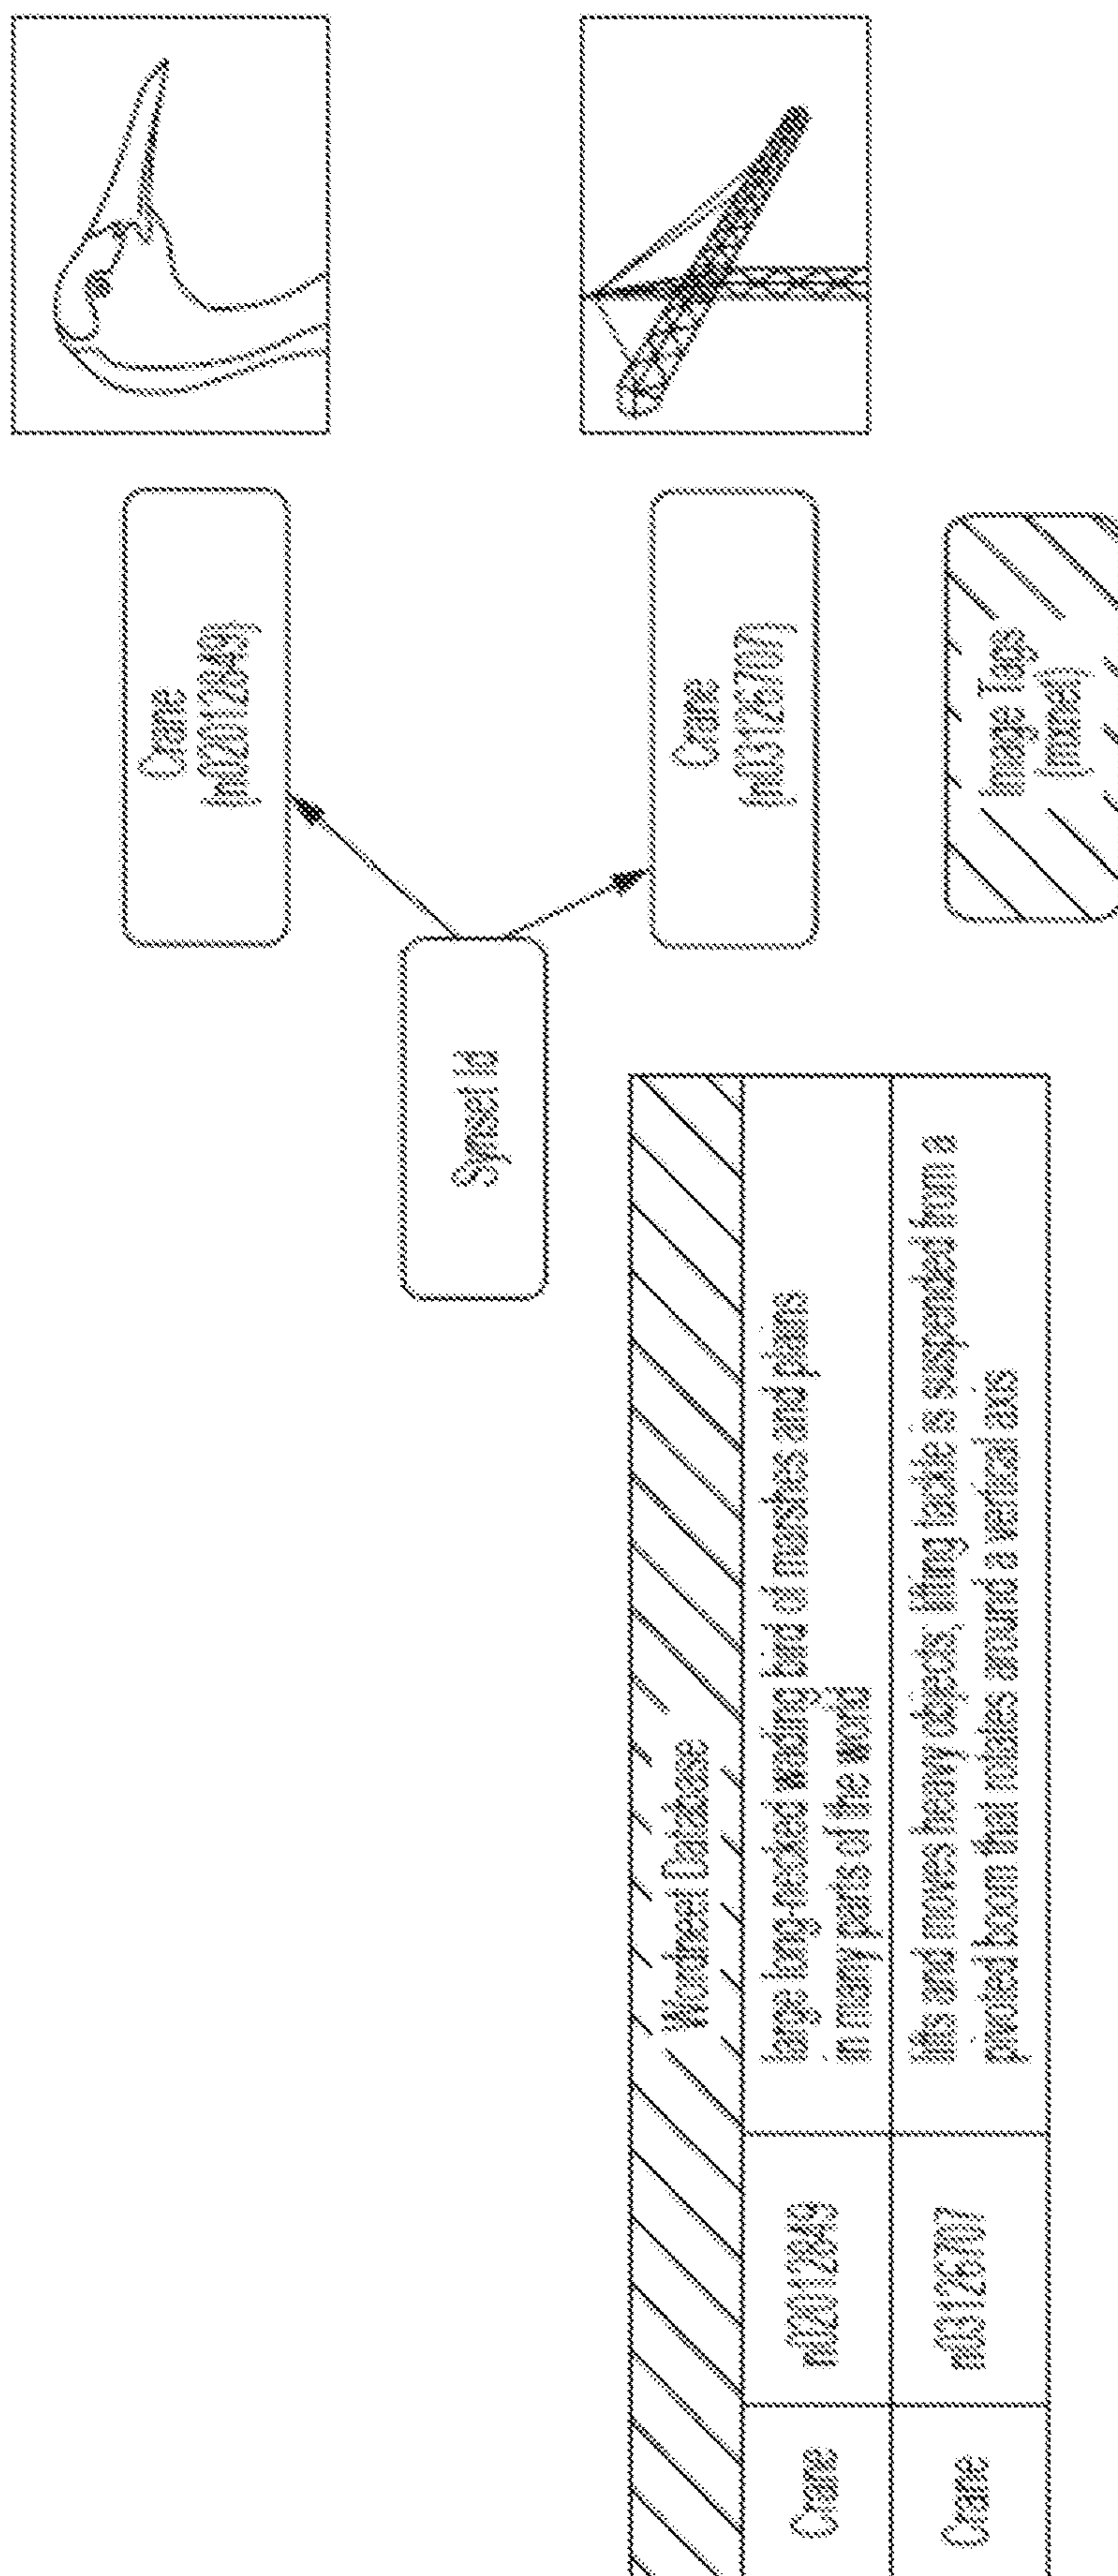 Crane
[n02012849]
Synset Id
Crane
[n03126707]
Image Tags
(model)
Wordnet Database
Crane
n02012849
large long-necked wading bird of marshes and plains
in many parts of the world
Crane
n03126707
lifts and moves heavy objects; lifting tackle is suspended from a
pivoted boom that rotates around a vertical axis